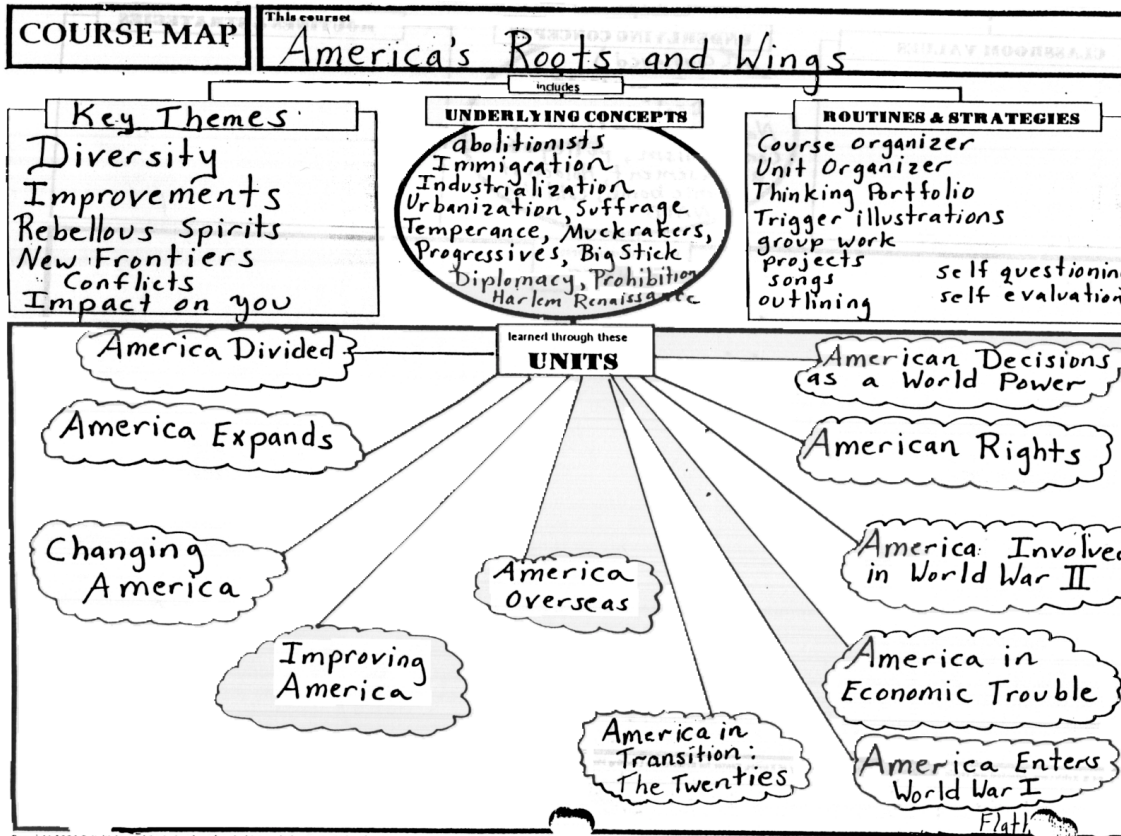 COURSE MAP
This course:
America's Roots and Wings
includes
Key Themes
Diversity
Improvements
Rebellous Spirits
New Frontiers
Conflicts
Impact on you
UNDERLYING CONCEPTS
abolitionists
Immigration
Industrialization
Urbanization, Suffrage
Temperance, Muckrakers,
Progressives, Big Stick
Diplomacy, Prohibition
Harlem Renaissance
ROUTINES & STRATEGIES
Course organizer
Unit Organizer
Thinking Portfolio
Trigger illustrations
group work
projects
songs
outlining
self questioning
self evaluation
learned through these
UNITS
America Divided
America Expands
Changing
America
Improving
America
America
Overseas
America in
Transition:
The Twenties
America Enters
World War I
America in
Economic Trouble
America Involved
in World War II
American Rights
American Decisions
as a World Power